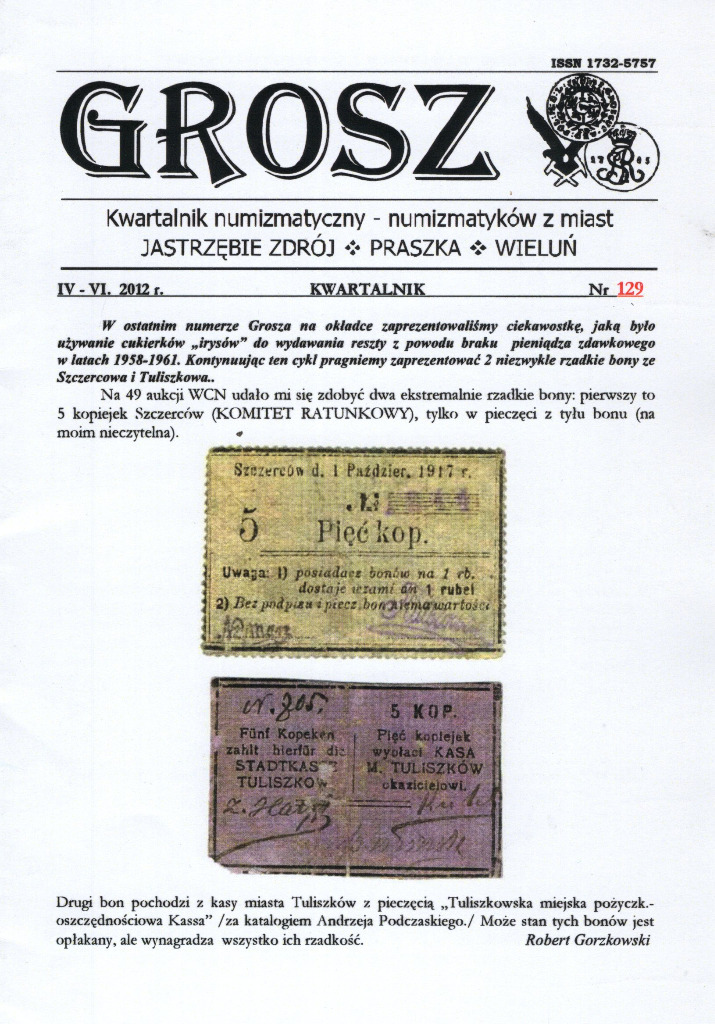 ISSN 1732-5757
GROSZ
17 65
Kwartalnik numizmatyczny - numizmatyków z miast
JASTRZĘBIE ZDRÓJ ❖ PRASZKA ❖ WIELUŃ
IV - VI. 2012 r. KWARTALNIK Nr 129
W ostatnim numerze Grosza na okładce zaprezentowaliśmy ciekawostkę, jaką było
używanie cukierków „irysów” do wydawania reszty z powodu braku pieniądza zdawkowego
w latach 1958-1961. Kontynuując ten cykl pragniemy zaprezentować 2 niezwykle rzadkie bony ze
Szczercowa i Tuliszkowa..
Na 49 aukcji WCN udało mi się zdobyć dwa ekstremalnie rzadkie bony: pierwszy to
5 kopiejek Szczerców (KOMITET RATUNKOWY), tylko w pieczęci z tyłu bonu (na
moim nieczytelna).
Szczerców d. 1 Paździer. 1917 r.
№
5 Pięć kop.
Uwaga: 1) posiadacz bonów na 1 rb.
dostaje 1 rubel
2) Bez podpisu i piecz. bon niema wartości
№. 805.
Fünf Kopeken
zahlt hierfür die
STADTKASSE
TULISZKOW
5 KOP.
Pięć kopiejek
wypłaci KASA
M. TULISZKÓW
okazicielowi.
Drugi bon pochodzi z kasy miasta Tuliszków z pieczęcią „Tuliszkowska miejska pożyczk.-
oszczędnościowa Kassa” /za katalogiem Andrzeja Podczaskiego./ Może stan tych bonów jest
opłakany, ale wynagradza wszystko ich rzadkość. Robert Gorzkowski